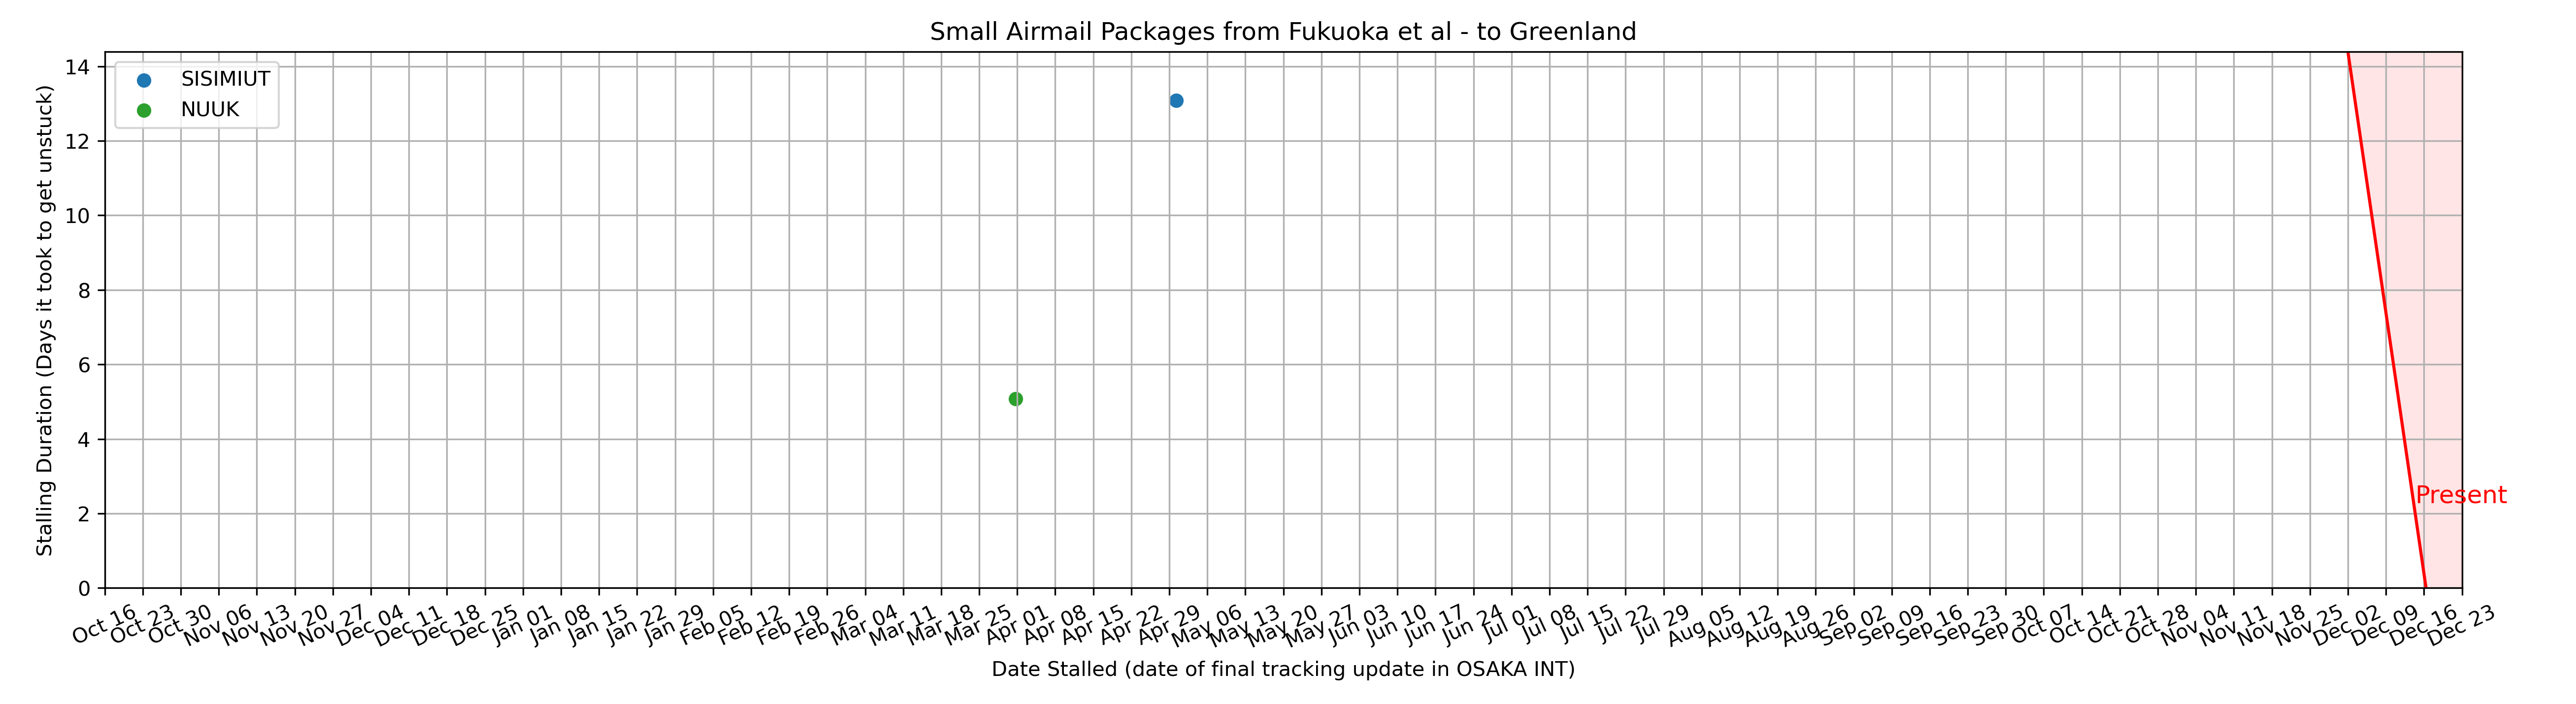 Small Airmail Packages from Fukuoka et al - to Greenland
SISIMIUT
NUUK
Stalling Duration (Days it took to get unstuck)
14
12
10
8
6
4
2
0
Present
Oct 16
Oct 23
Oct 30
Nov 06
Nov 13
Nov 20
Nov 27
Dec 04
Dec 11
Dec 18
Dec 25
Jan 01
Jan 08
Jan 15
Jan 22
Jan 29
Feb 05
Feb 12
Feb 19
Feb 26
Mar 04
Mar 11
Mar 18
Mar 25
Apr 01
Apr 08
Apr 15
Apr 22
Apr 29
May 06
May 13
May 20
May 27
Jun 03
Jun 10
Jun 17
Jun 24
Jul 01
Jul 08
Jul 15
Jul 22
Jul 29
Aug 05
Aug 12
Aug 19
Aug 26
Sep 02
Sep 09
Sep 16
Sep 23
Sep 30
Oct 07
Oct 14
Oct 21
Oct 28
Nov 04
Nov 11
Nov 18
Nov 25
Dec 02
Dec 09
Dec 16
Dec 23
Date Stalled (date of final tracking update in OSAKA INT)